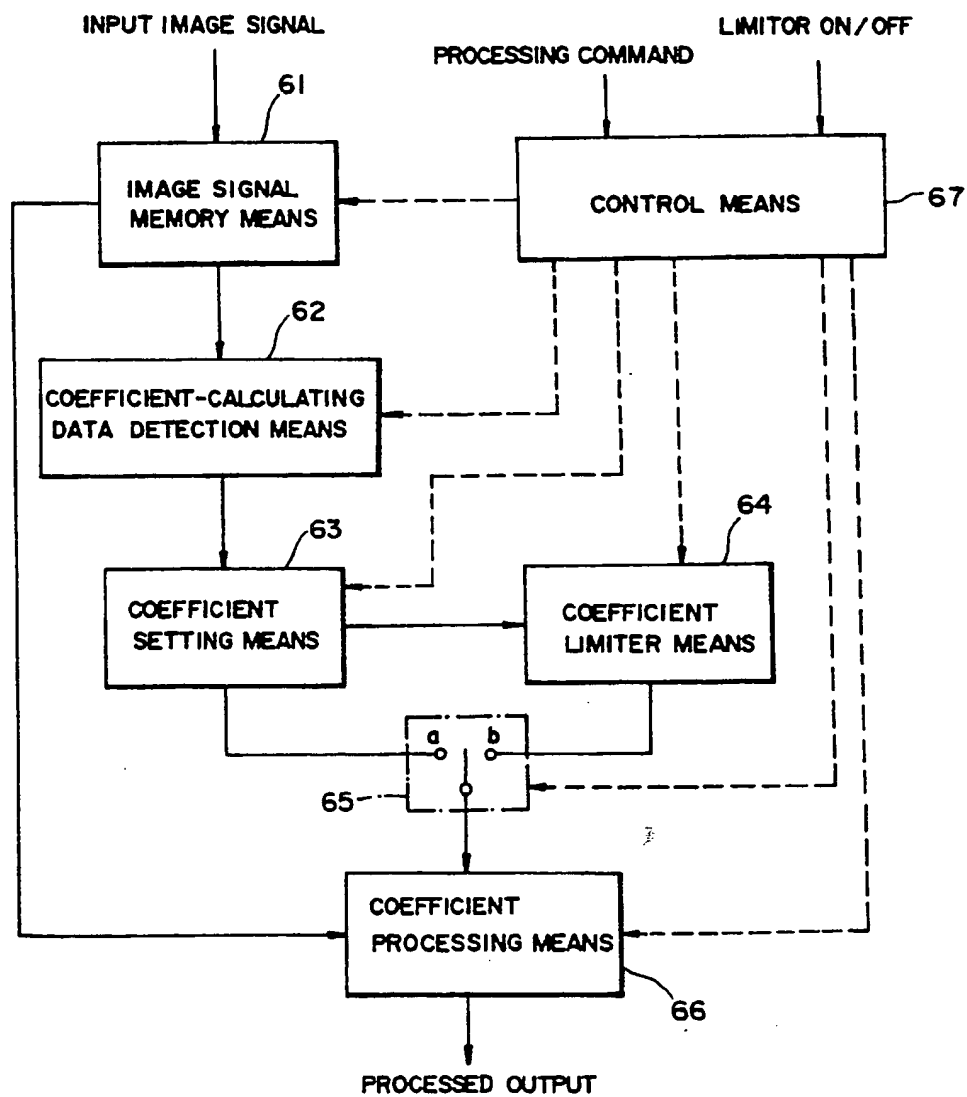 INPUT IMAGE SIGNAL
LIMITOR ON/OFF
PROCESSING COMMAND
61
IMAGE SIGNAL
MEMORY MEANS
CONTROL MEANS
67
62
COEFFICIENT-CALCULATING
DATA DETECTION MEANS
63
64
COEFFICIENT
SETTING MEANS
COEFFICIENT
LIMITER MEANS
a
b
65
COEFFICIENT
PROCESSING MEANS
66
PROCESSED OUTPUT